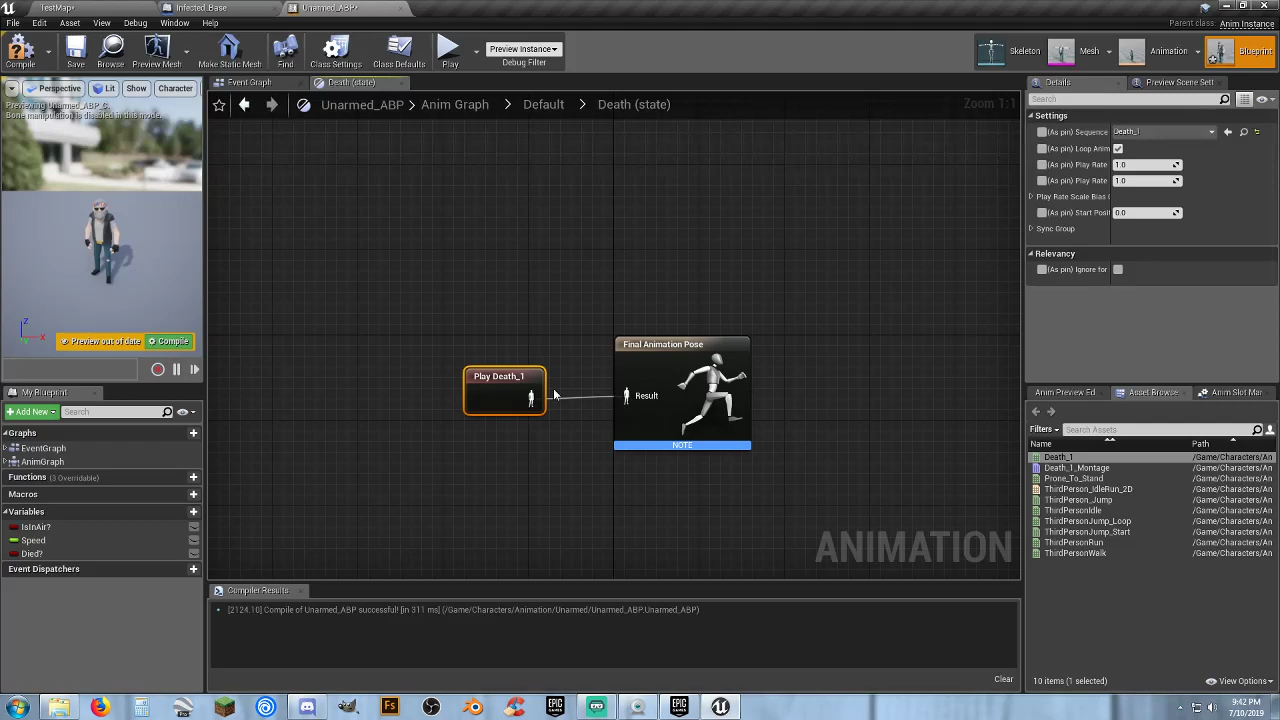 TestMap*
Infected_Base
Unarmed_ABP*
File Edit Asset View Debug Window Help
Parent class: Anim Instance
Compile Save Browse Preview Mesh Make Static Mesh Find Class Settings Class Defaults Play
Preview Instance
Debug Filter
Skeleton Mesh Animation Blueprint
Perspective Lit Show Character
Previewing Unarmed_ABP_C.
Bone manipulation is disabled in this mode.
Z
X
Preview out of date Compile
My Blueprint
Add New Search
Graphs
EventGraph
AnimGraph
Functions (3 Overridable)
Macros
Variables
IsInAir?
Speed
Died?
Event Dispatchers
Event Graph Death (state)
Unarmed_ABP > Anim Graph > Default > Death (state)
Zoom 1:1
Play Death_1
Final Animation Pose
Result
NOTE
ANIMATION
Compiler Results
[2124.10] Compile of Unarmed_ABP successful! [in 311 ms] (/Game/Characters/Animation/Unarmed/Unarmed_ABP.Unarmed_ABP)
Clear
Details Preview Scene Sett
Search
Settings
(As pin) Sequence Death_1
(As pin) Loop Anim
(As pin) Play Rate 1.0
(As pin) Play Rate 1.0
Play Rate Scale Bias C
(As pin) Start Posit 0.0
Sync Group
Relevancy
(As pin) Ignore for
Anim Preview Ed Asset Browse Anim Slot Mar
Filters Search Assets
Name Path
Death_1 /Game/Characters/An
Death_1_Montage /Game/Characters/An
Prone_To_Stand /Game/Characters/An
ThirdPerson_IdleRun_2D /Game/Characters/An
ThirdPerson_Jump /Game/Characters/An
ThirdPersonIdle /Game/Characters/An
ThirdPersonJump_Loop /Game/Characters/An
ThirdPersonJump_Start /Game/Characters/An
ThirdPersonRun /Game/Characters/An
ThirdPersonWalk /Game/Characters/An
10 items (1 selected) View Options
Fs
EPIC GAMES
EPIC GAMES
9:42 PM
7/10/2019